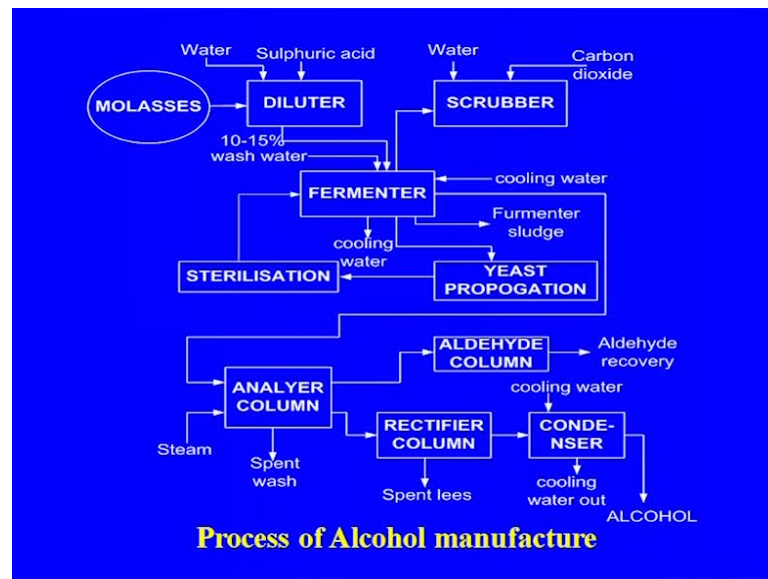 Water
Sulphuric acid
Water
Carbon
dioxide
MOLASSES
DILUTER
SCRUBBER
10-15%
wash water
FERMENTER
cooling water
Furmenter
sludge
cooling
water
STERILISATION
YEAST
PROPOGATION
ALDEHYDE
COLUMN
Aldehyde
recovery
ANALYER
COLUMN
cooling water
RECTIFIER
COLUMN
CONDE-
NSER
Steam
Spent
wash
Spent lees
cooling
water out
ALCOHOL
Process of Alcohol manufacture